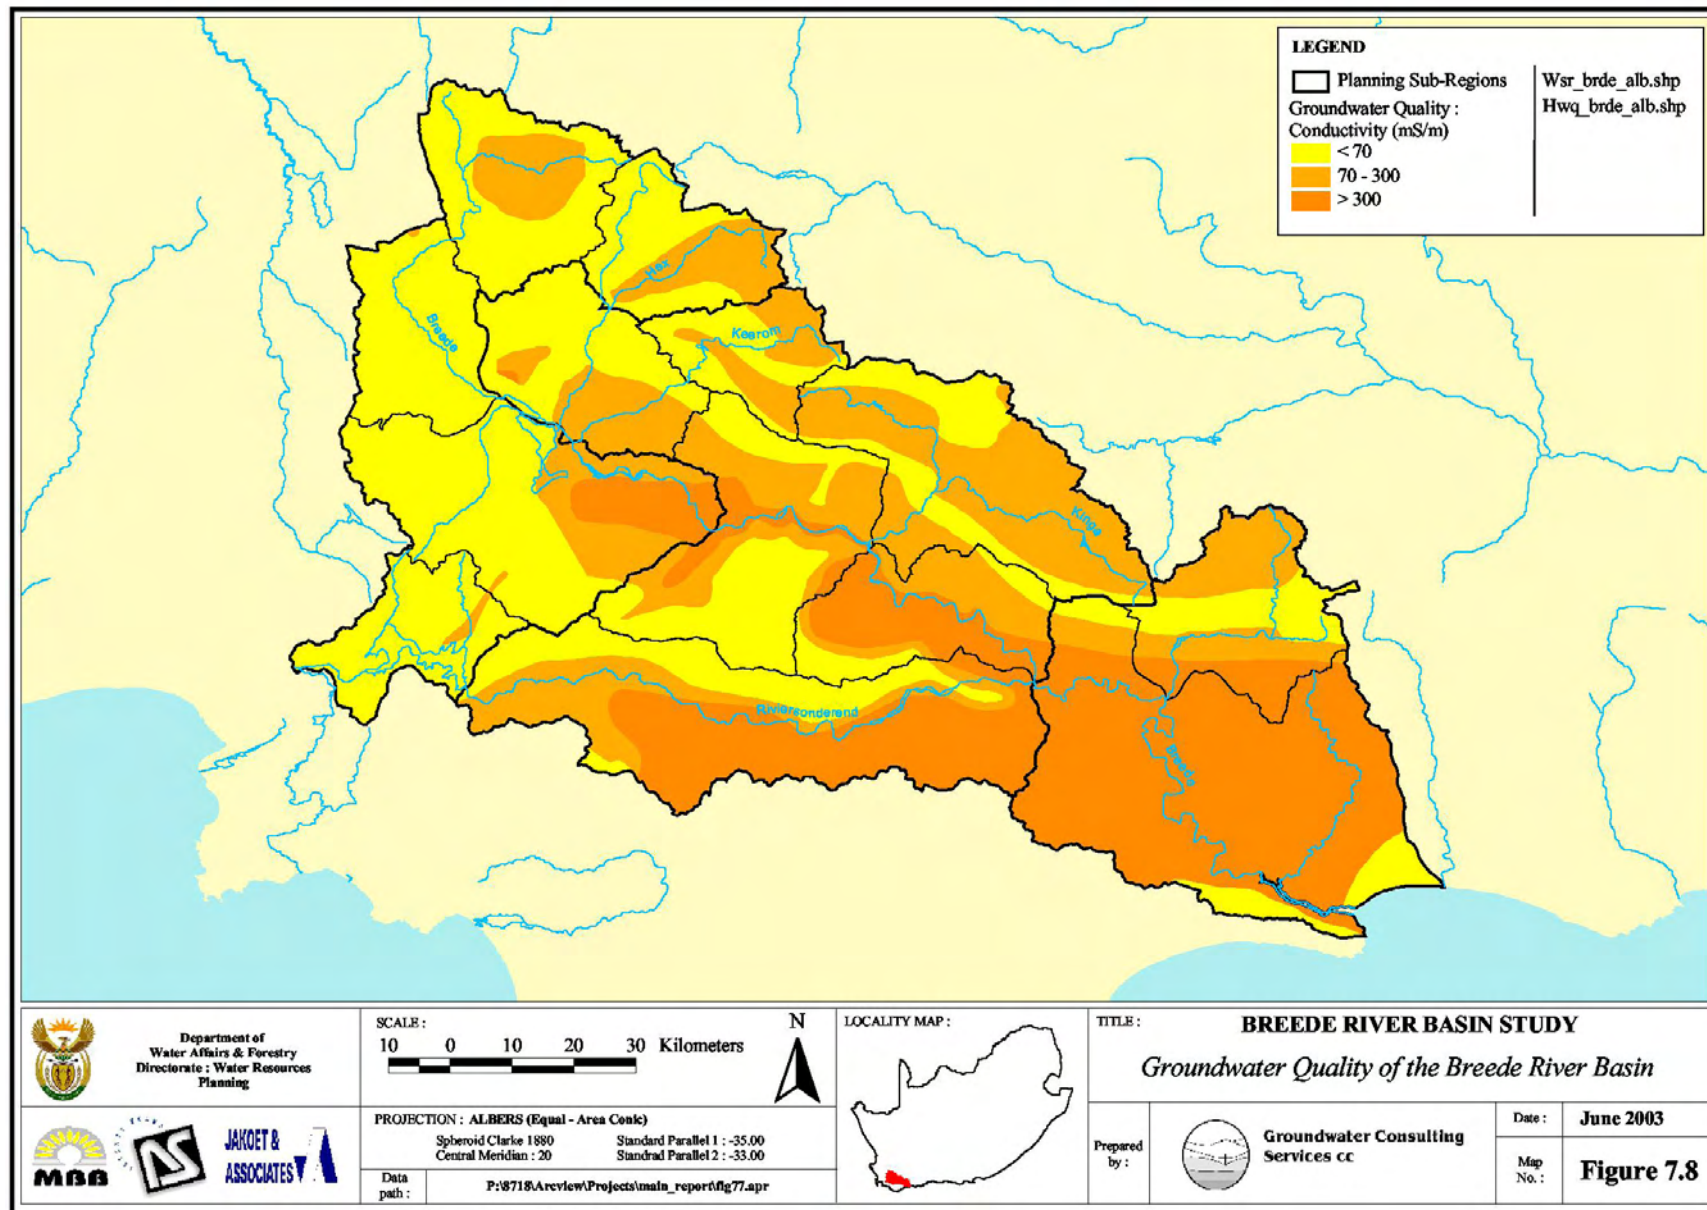 LEGEND
Planning Sub-Regions
Groundwater Quality :
Conductivity (mS/m)
< 70
70 - 300
> 300
Wsr_brde_alb.shp
Hwq_brde_alb.shp
Hex
Breede
Keerom
Kinga
Riviersonderend
Breede
Department of
Water Affairs & Forestry
Directorate : Water Resources
Planning
MBB
JAKOET &
ASSOCIATES
SCALE :
10 0 10 20 30 Kilometers
N
PROJECTION : ALBERS (Equal - Area Conic)
Spheroid Clarke 1880 Standard Parallel 1 : -35.00
Central Meridian : 20 Standrad Parallel 2 : -33.00
Data
path :
P:\8718\Arcview\Projects\main_report\fig77.apr
LOCALITY MAP :
TITLE :
BREEDE RIVER BASIN STUDY
Groundwater Quality of the Breede River Basin
Prepared
by :
Groundwater Consulting
Services cc
Date : June 2003
Map
No. :
Figure 7.8